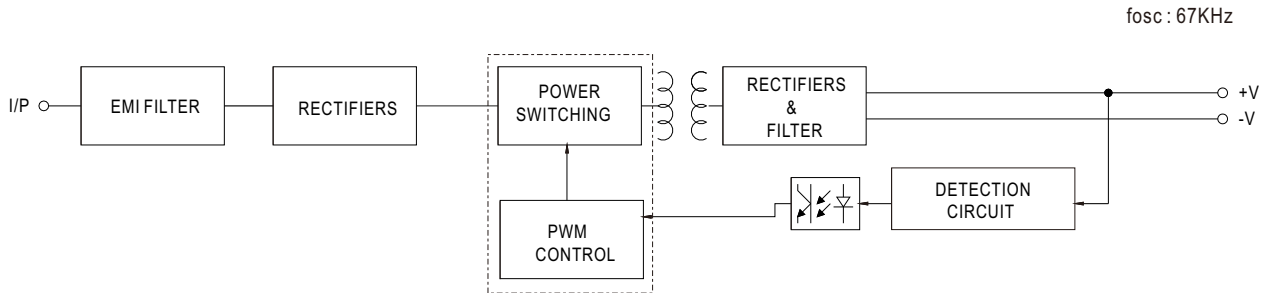 fosc : 67KHz
I/P
EMI FILTER
RECTIFIERS
POWER
SWITCHING
RECTIFIERS
&
FILTER
+V
-V
PWM
CONTROL
DETECTION
CIRCUIT